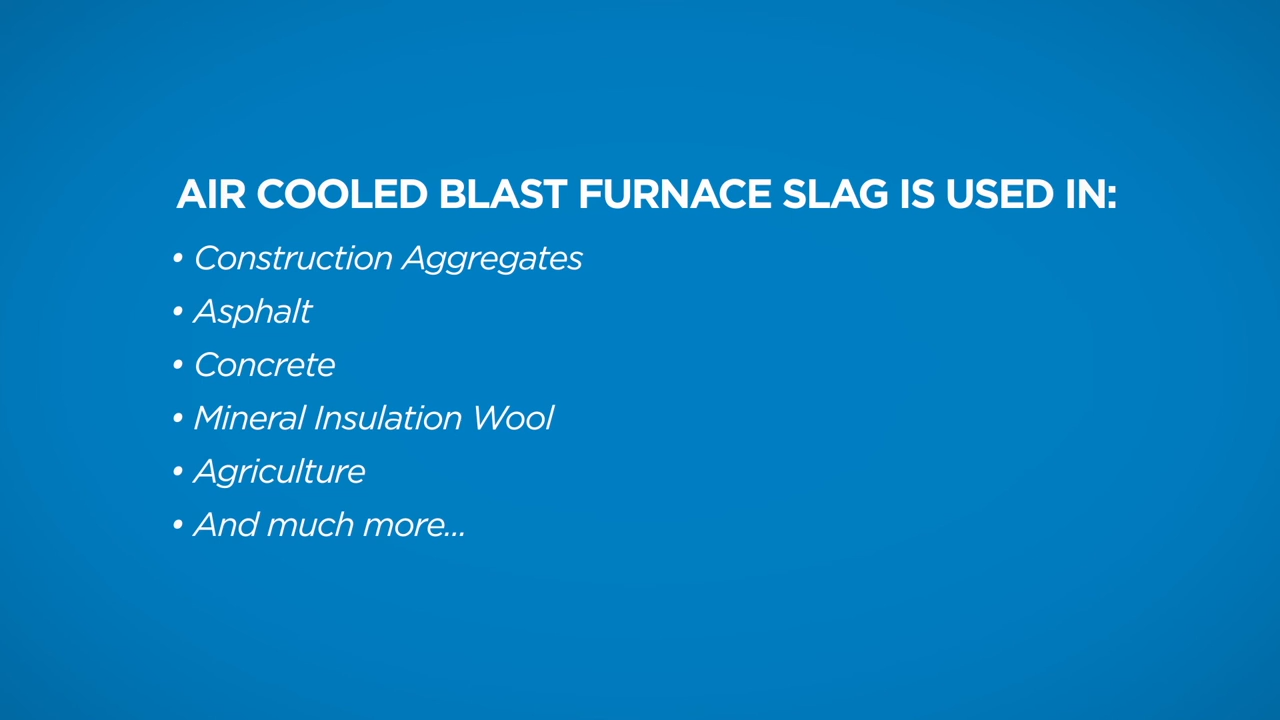 AIR COOLED BLAST FURNACE SLAG IS USED IN:
• Construction Aggregates
• Asphalt
• Concrete
• Mineral Insulation Wool
• Agriculture
• And much more...